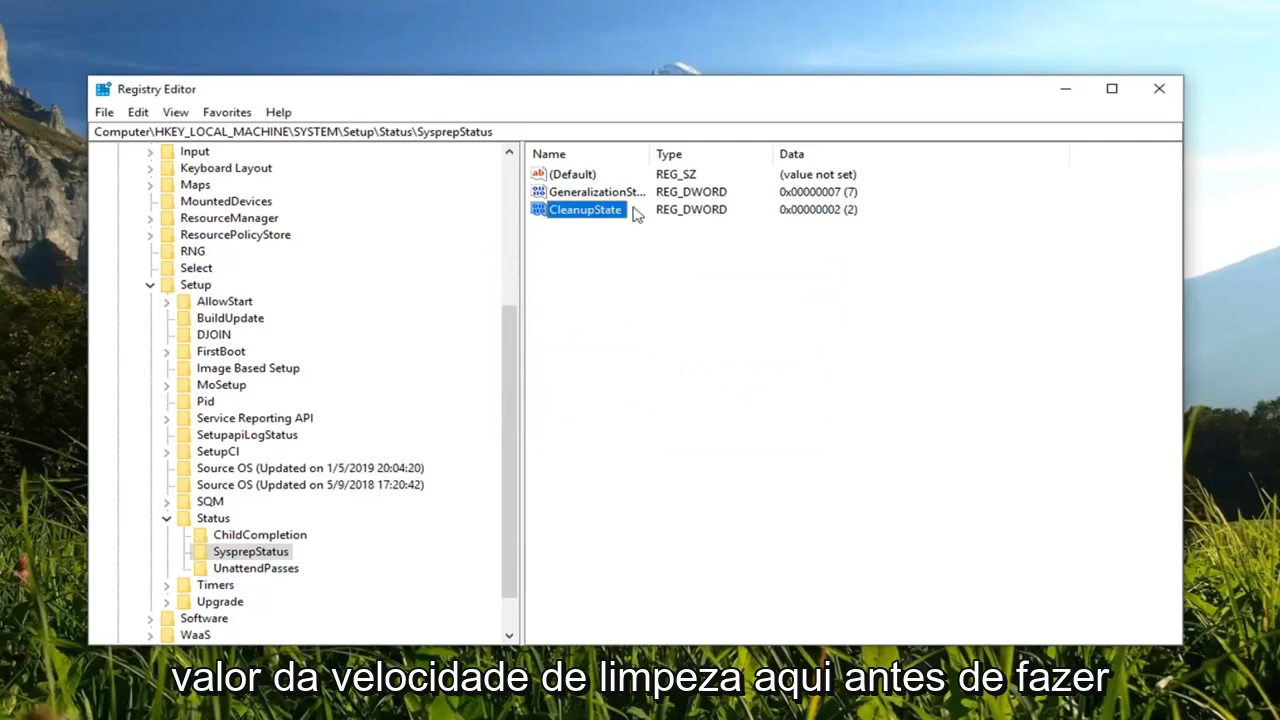 Registry Editor
File Edit View Favorites Help
Computer\HKEY_LOCAL_MACHINE\SYSTEM\Setup\Status\SysprepStatus
Input
Keyboard Layout
Maps
MountedDevices
ResourceManager
ResourcePolicyStore
RNG
Select
Setup
AllowStart
BuildUpdate
DJOIN
FirstBoot
Image Based Setup
MoSetup
Pid
Service Reporting API
SetupapiLogStatus
SetupCl
Source OS (Updated on 1/5/2019 20:04:20)
Source OS (Updated on 5/9/2018 17:20:42)
SQM
Status
ChildCompletion
SysprepStatus
UnattendPasses
Timers
Upgrade
Software
WaaS
Name Type Data
(Default) REG_SZ (value not set)
GeneralizationSt... REG_DWORD 0x00000007 (7)
CleanupState REG_DWORD 0x00000002 (2)
valor da velocidade de limpeza aqui antes de fazer